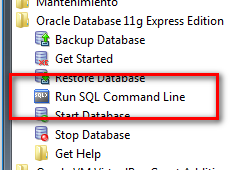 Mantenimiento
Oracle Database 11g Express Edition
Backup Database
Get Started
Restore Database
Run SQL Command Line
Start Database
Stop Database
Get Help